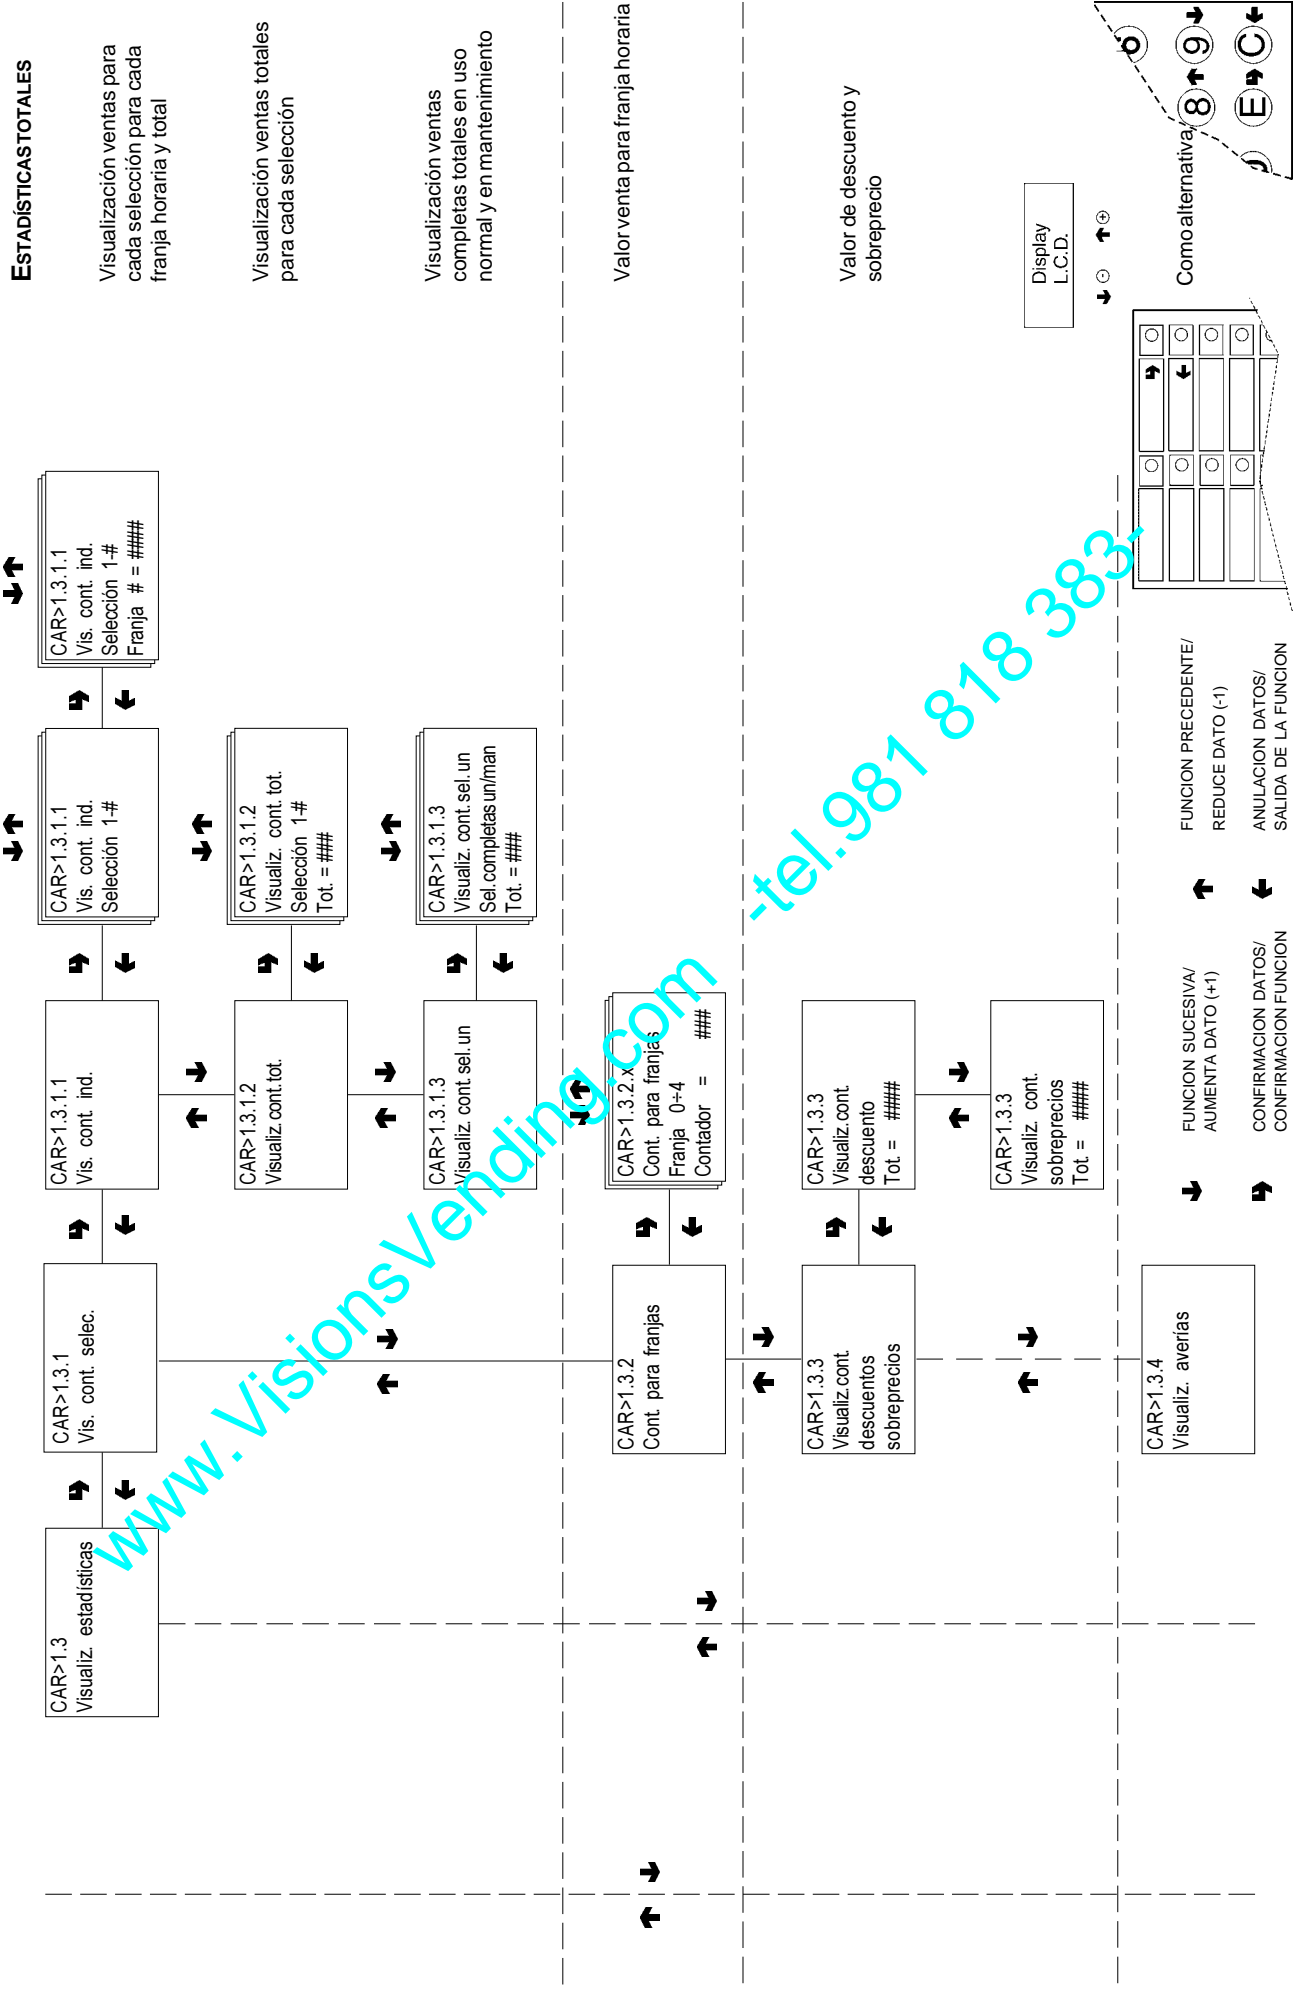 ESTADÍSTICAS TOTALES
CAR>1.3
Visualiz. estadísticas
CAR>1.3.1
Vis. cont. selec.
CAR>1.3.1.1
Vis. cont. ind.
CAR>1.3.1.1
Vis. cont. ind.
Selección 1-#
CAR>1.3.1.1
Vis. cont. ind.
Selección 1-#
Franja # = ####
Visualización ventas para
cada selección para cada
franja horaria y total
CAR>1.3.1.2
Visualiz.cont.tot.
CAR>1.3.1.2
Visualiz. cont.tot.
Selección 1-#
Tot. = ###
Visualización ventas totales
para cada selección
CAR>1.3.1.3
Visualiz. cont sel.un
CAR>1.3.1.3
Visualiz. cont.sel.un
Sel.completas un/man
Tot. = ###
Visualización ventas
completas totales en uso
normal y en mantenimiento
CAR>1.3.2
Cont. para franjas
CAR>1.3.2.x
Cont. para franjas
Franja 0÷4
Contador = ###
Valor venta para franja horaria
CAR>1.3.3
Visualiz.cont.
descuentos
sobreprecios
CAR>1.3.3
Visualiz.cont.
descuento
Tot. = ####
Valor de descuento y
sobreprecio
CAR>1.3.3
Visualiz. cont.
sobreprecios
Tot. = ####
CAR>1.3.4
Visualiz. averías
Display
L.C.D.
- +
FUNCION SUCESIVA/
AUMENTA DATO (+1)
FUNCION PRECEDENTE/
REDUCE DATO (-1)
CONFIRMACION DATOS/
CONFIRMACION FUNCION
ANULACION DATOS/
SALIDA DE LA FUNCION
Como alternativa
8 9
E C
www.VisionsVending.com -tel.981 818 383-